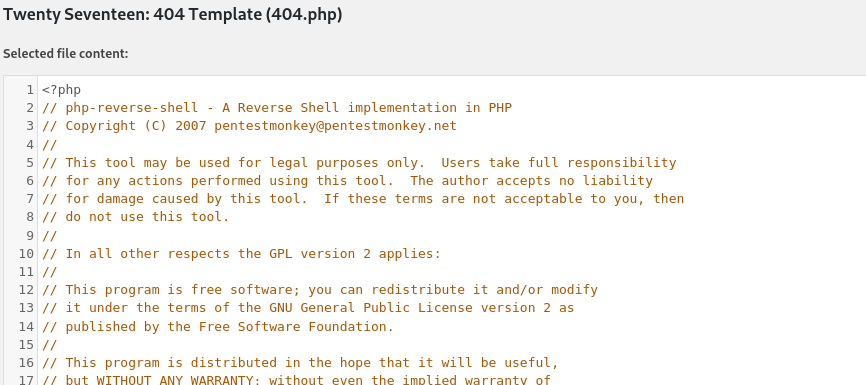 Twenty Seventeen: 404 Template (404.php)
Selected file content:
1 <?php
2 // php-reverse-shell - A Reverse Shell implementation in PHP
3 // Copyright (C) 2007 pentestmonkey@pentestmonkey.net
4 //
5 // This tool may be used for legal purposes only.  Users take full responsibility
6 // for any actions performed using this tool.  The author accepts no liability
7 // for damage caused by this tool.  If these terms are not acceptable to you, then
8 // do not use this tool.
9 //
10 // In all other respects the GPL version 2 applies:
11 //
12 // This program is free software; you can redistribute it and/or modify
13 // it under the terms of the GNU General Public License version 2 as
14 // published by the Free Software Foundation.
15 //
16 // This program is distributed in the hope that it will be useful,
17 // but WITHOUT ANY WARRANTY; without even the implied warranty of